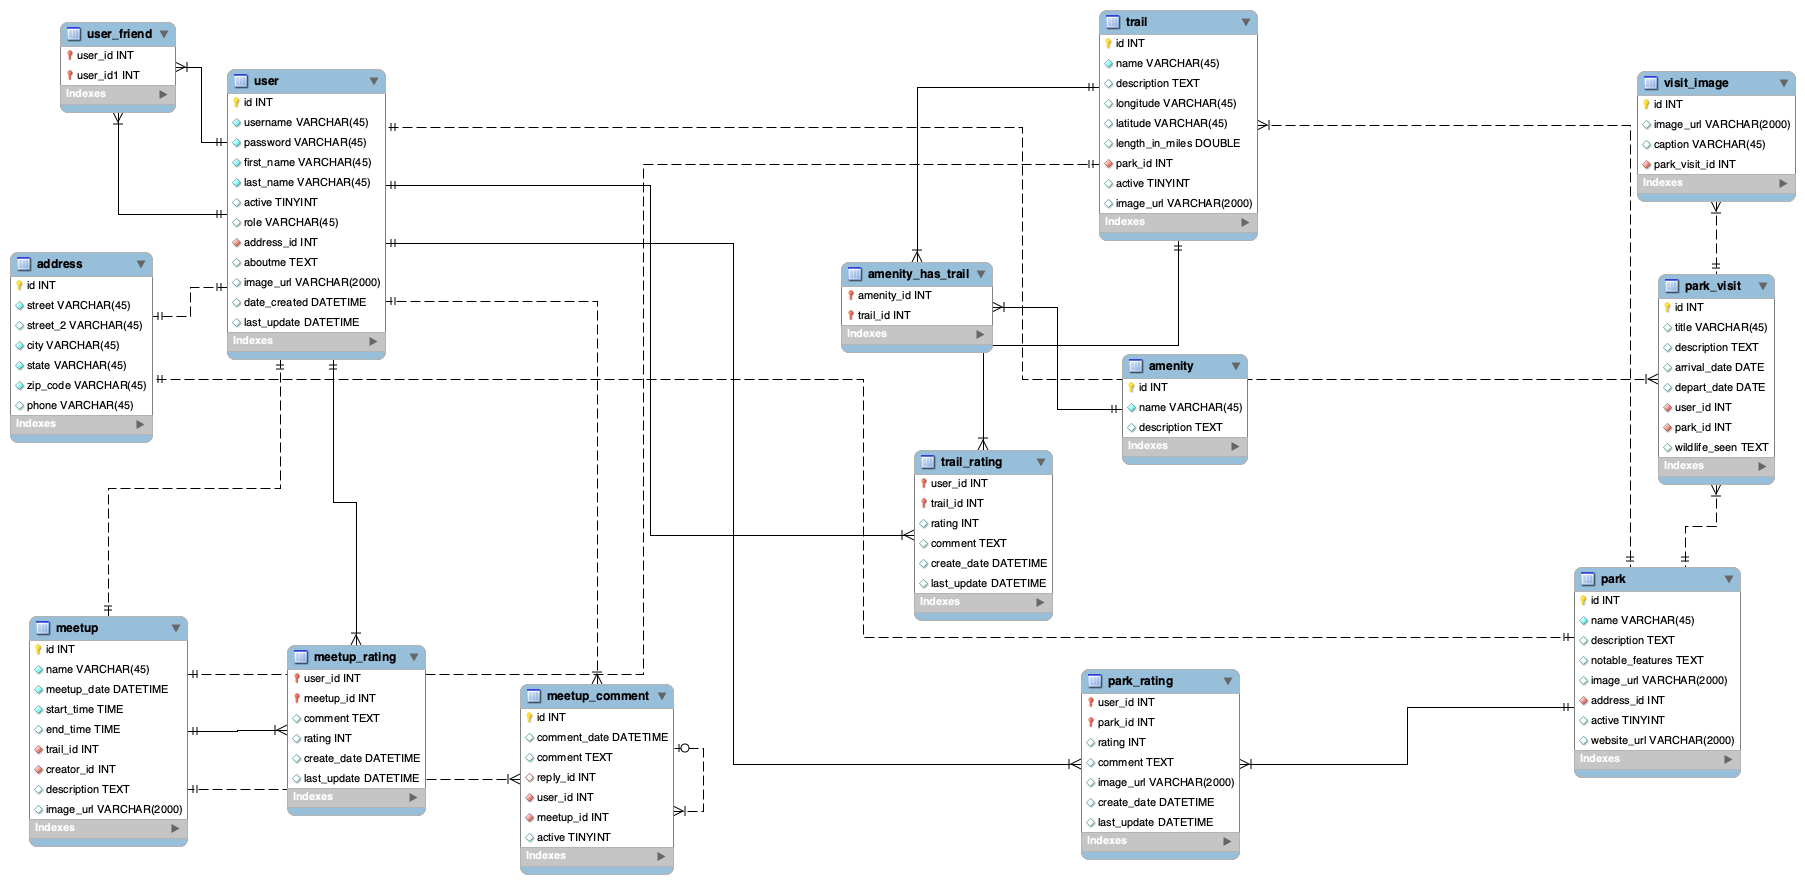 user_friend
user_id INT
user_id1 INT
Indexes
user
id INT
username VARCHAR(45)
password VARCHAR(45)
first_name VARCHAR(45)
last_name VARCHAR(45)
active TINYINT
role VARCHAR(45)
address_id INT
aboutme TEXT
image_url VARCHAR(2000)
date_created DATETIME
last_update DATETIME
Indexes
address
id INT
street VARCHAR(45)
street_2 VARCHAR(45)
city VARCHAR(45)
state VARCHAR(45)
zip_code VARCHAR(45)
phone VARCHAR(45)
Indexes
trail
id INT
name VARCHAR(45)
description TEXT
longitude VARCHAR(45)
latitude VARCHAR(45)
length_in_miles DOUBLE
park_id INT
active TINYINT
image_url VARCHAR(2000)
Indexes
visit_image
id INT
image_url VARCHAR(2000)
caption VARCHAR(45)
park_visit_id INT
Indexes
amenity_has_trail
amenity_id INT
trail_id INT
Indexes
amenity
id INT
name VARCHAR(45)
description TEXT
Indexes
park_visit
id INT
title VARCHAR(45)
description TEXT
arrival_date DATE
depart_date DATE
user_id INT
park_id INT
wildlife_seen TEXT
Indexes
trail_rating
user_id INT
trail_id INT
rating INT
comment TEXT
create_date DATETIME
last_update DATETIME
Indexes
meetup
id INT
name VARCHAR(45)
meetup_date DATETIME
start_time TIME
end_time TIME
trail_id INT
creator_id INT
description TEXT
image_url VARCHAR(2000)
Indexes
meetup_rating
user_id INT
meetup_id INT
comment TEXT
rating INT
create_date DATETIME
last_update DATETIME
Indexes
meetup_comment
id INT
comment_date DATETIME
comment TEXT
reply_id INT
user_id INT
meetup_id INT
active TINYINT
Indexes
park_rating
user_id INT
park_id INT
rating INT
comment TEXT
image_url VARCHAR(2000)
create_date DATETIME
last_update DATETIME
Indexes
park
id INT
name VARCHAR(45)
description TEXT
notable_features TEXT
image_url VARCHAR(2000)
address_id INT
active TINYINT
website_url VARCHAR(2000)
Indexes